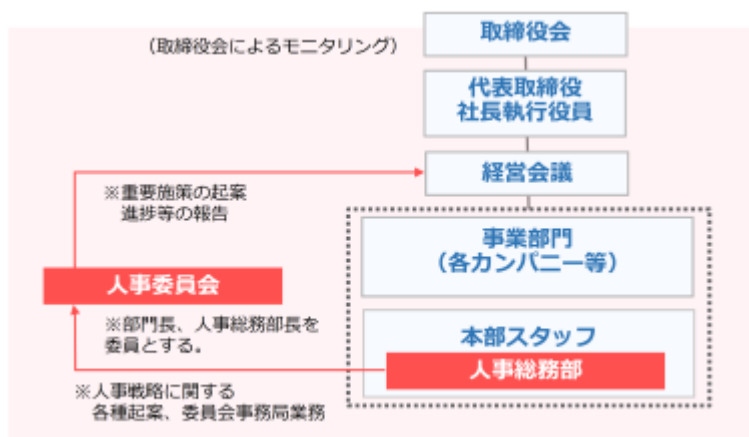 取締役会
（取締役会によるモニタリング）
代表取締役
社長執行役員
経営会議
※重要施策の起案
進捗等の報告
事業部門
（各カンパニー等）
人事委員会
※部門長、人事総務部長を
委員とする。
本部スタッフ
人事総務部
※人事戦略に関する
各種起案、委員会事務局業務